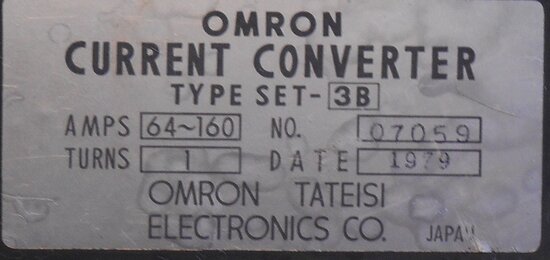 OMRON
CURRENT CONVERTER
TYPE SET-3B
AMPS 64~160 NO. 07059
TURNS 1 DATE 1979
OMRON TATEISI
ELECTRONICS CO. JAPAN